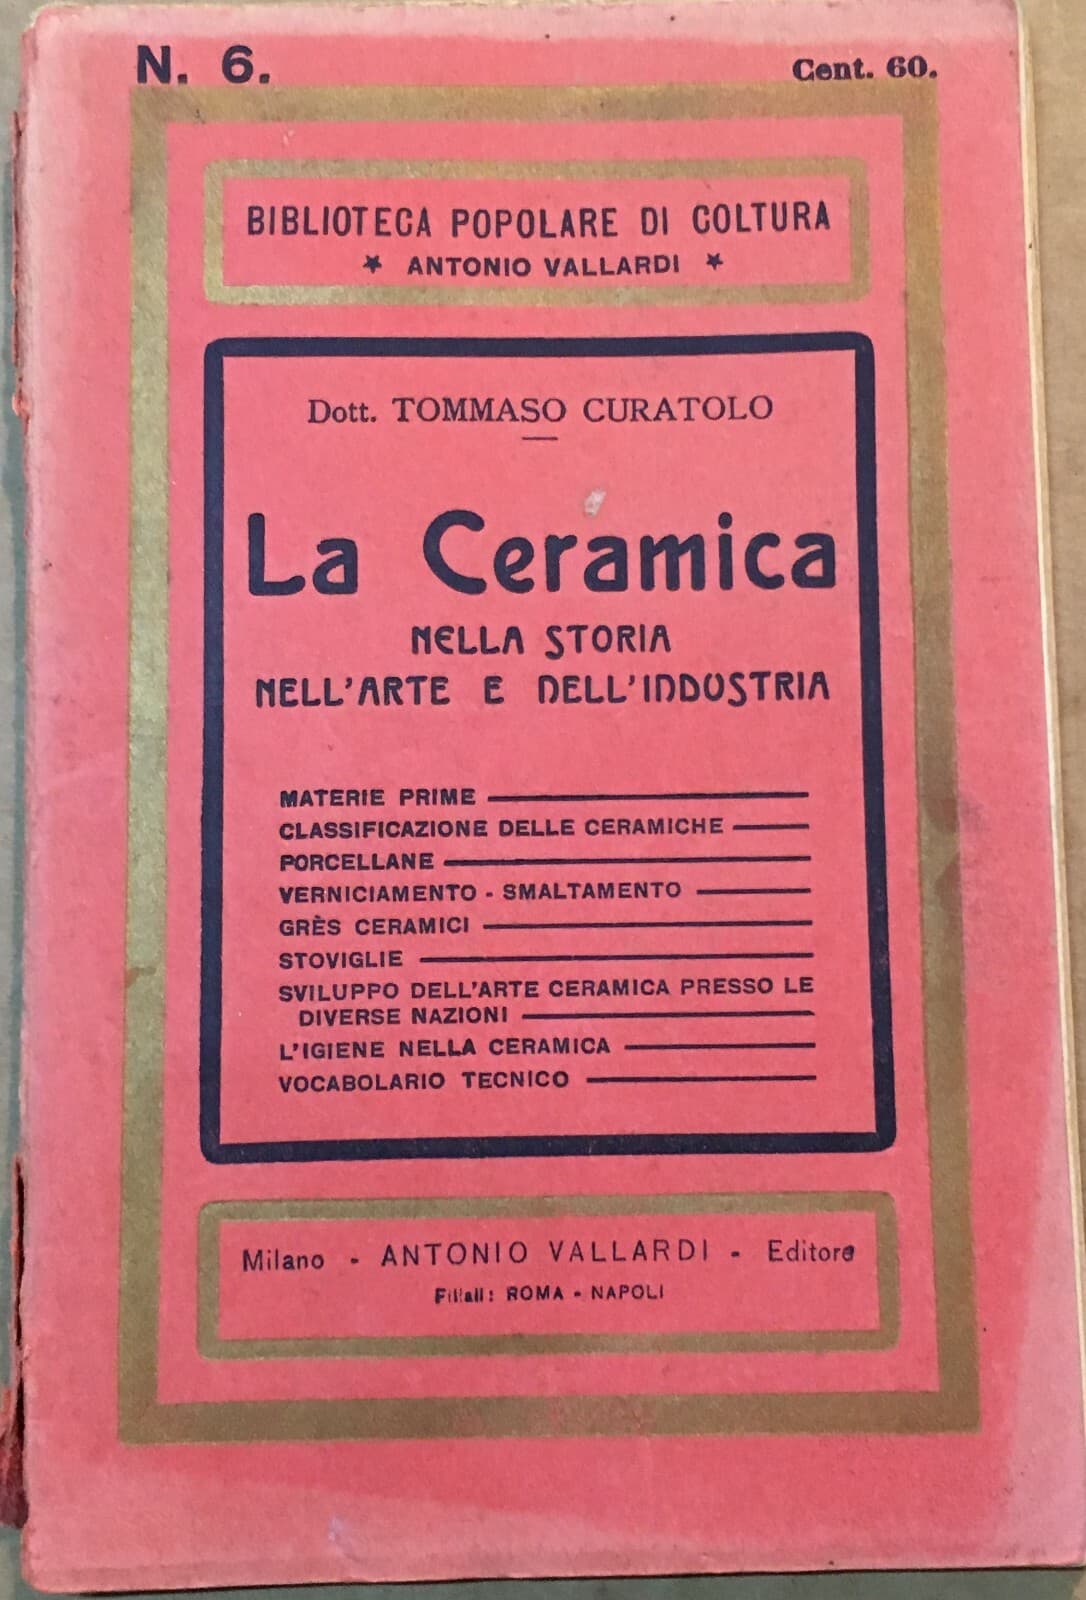 N. 6.
Cent. 60.
BIBLIOTECA POPOLARE DI COLTURA
* ANTONIO VALLARDI *
Dott. TOMMASO CURATOLO
La Ceramica
NELLA STORIA
NELL'ARTE E NELL'INDUSTRIA
MATERIE PRIME
CLASSIFICAZIONE DELLE CERAMICHE
PORCELLANE
VERNICIAMENTO - SMALTAMENTO
GRÈS CERAMICI
STOVIGLIE
SVILUPPO DELL'ARTE CERAMICA PRESSO LE
DIVERSE NAZIONI
L'IGIENE NELLA CERAMICA
VOCABOLARIO TECNICO
Milano - ANTONIO VALLARDI - Editore
Filiali: ROMA - NAPOLI